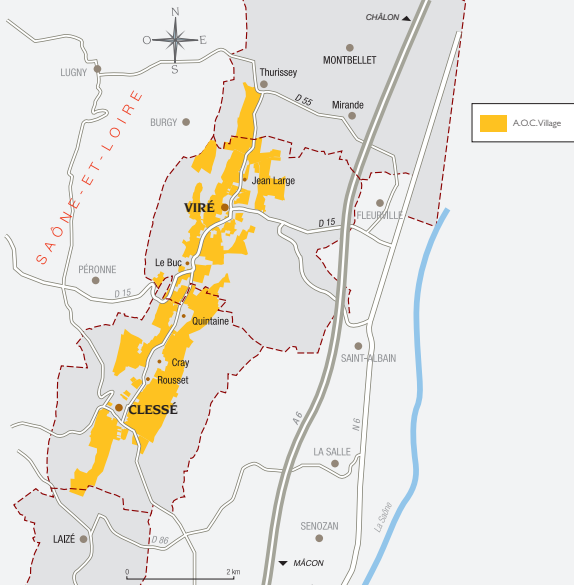 CHÂLON
N
O
E
S
MONTBELLET
LUGNY
Thurissey
D 55
Mirande
BURGY
A.O.C. Village
SAÔNE-ET-LOIRE
Jean Large
VIRÉ
FLEURVILLE
D 15
Le Buc
PÉRONNE
D 15
Quintaine
SAINT-ALBAIN
Cray
Rousset
CLESSÉ
A 6
N 6
LA SALLE
La Saône
SENOZAN
LAIZÉ
D 86
MÂCON
0
2 km